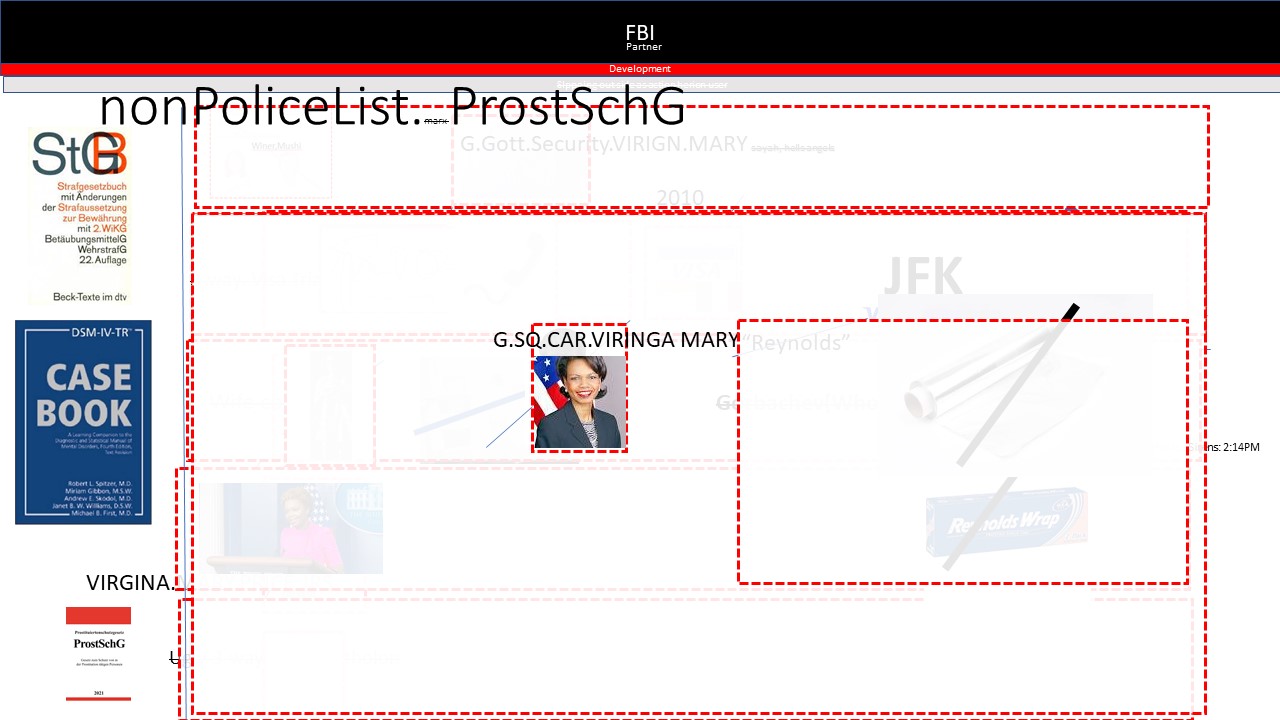 FBI
Partner
Development
nonPoliceList. mark ProstSchG
G.Gott.Security.VIRIGN.MARY
Winer.Mushi
2010
StGB
Strafgesetzbuch
mit Änderungen
der Strafaussetzung
zur Bewährung
mit 2.WiKG
BetäubungsmittelG
WehrstrafG
22. Auflage
Beck-Texte im dtv
JFK
G.SQ.CAR.VIRINGA MARY "Reynolds"
DSM-IV-TR™
CASE
BOOK
A Learning Companion to the
Diagnostic and Statistical Manual of
Mental Disorders, Fourth Edition,
Text Revision
Robert L. Spitzer, M.D.
Miriam Gibbon, M.S.W.
Andrew E. Skodol, M.D.
Janet B. W. Williams, D.S.W.
Michael B. First, M.D.
ns: 2:14PM
Reynolds Wrap
VIRGINA.
Prostituiertenschutzgesetz
ProstSchG
2021